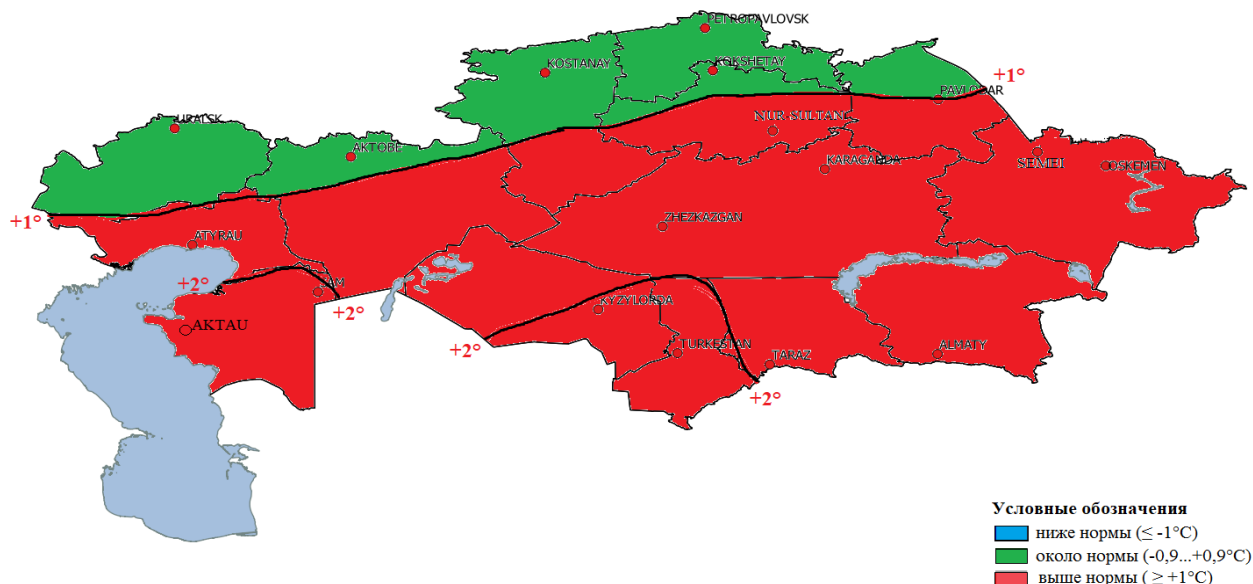 PETROPAVLOVSK
KOSTANAY
KOKSHETAY
+1°
PAVLODAR
URALSK
NUR-SULTAN
AKTOBE
KARAGANDA
SEMEI
OSKEMEN
+1°
ZHEZKAZGAN
ATYRAU
+2°
SAM
+2°
KYZYLORDA
AKTAU
+2°
TURKESTAN
TARAZ
ALMATY
+2°
Условные обозначения
ниже нормы (≤ -1°C)
около нормы (-0,9...+0,9°C)
выше нормы (≥ +1°C)